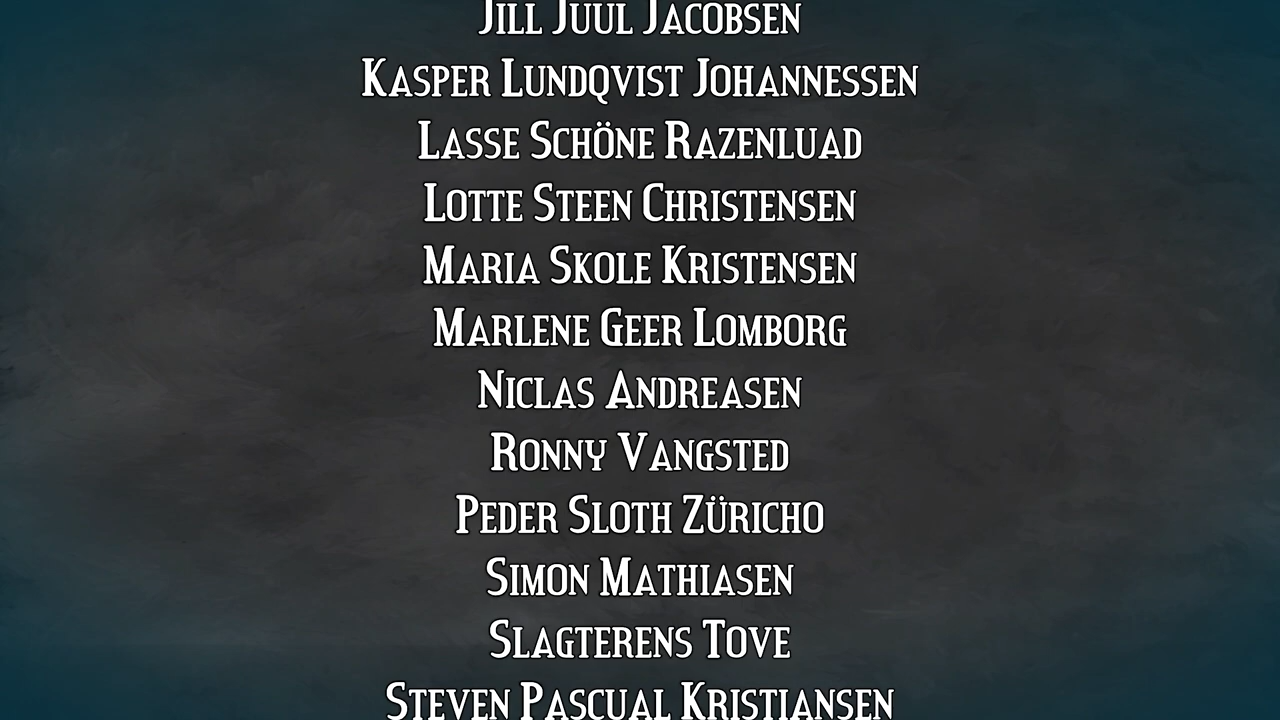 Jill Juul Jacobsen
Kasper Lundqvist Johannessen
Lasse Schöne Razenluad
Lotte Steen Christensen
Maria Skole Kristensen
Marlene Geer Lomborg
Niclas Andreasen
Ronny Vangsted
Peder Sloth Züricho
Simon Mathiasen
Slagterens Tove
Steven Pascual Kristiansen